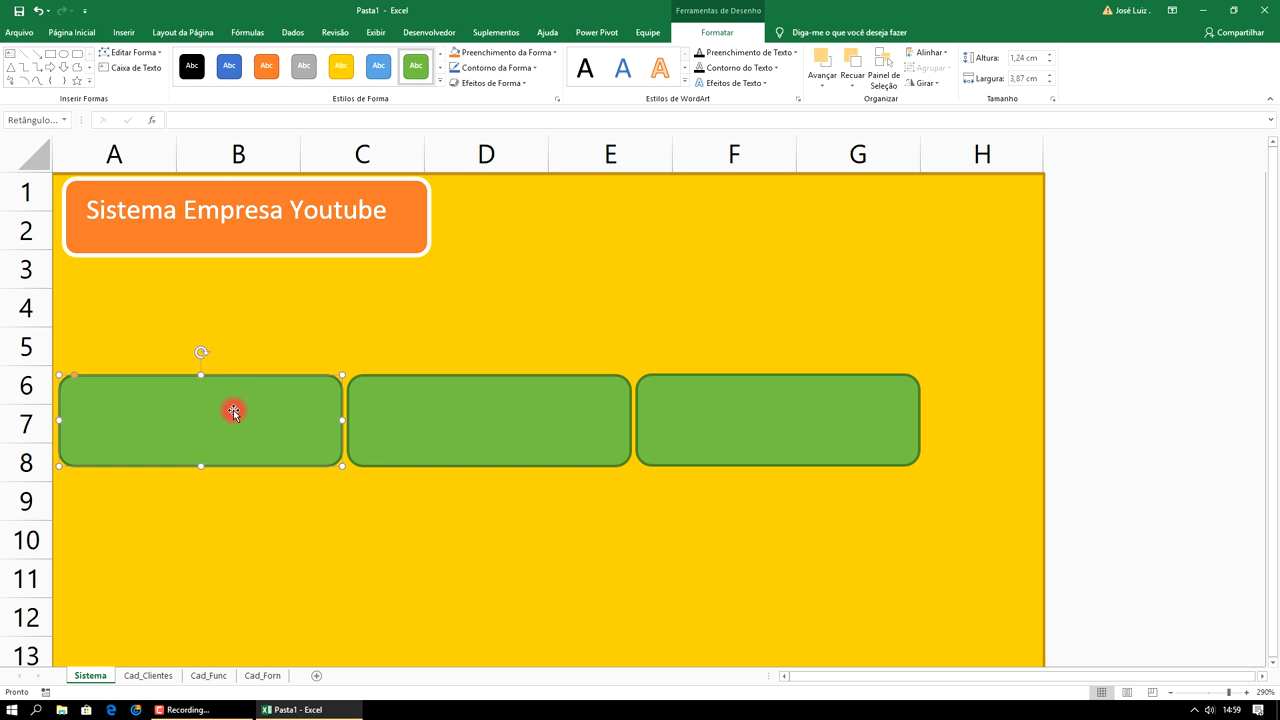 Pasta1 - Excel
Ferramentas de Desenho
José Luiz .
Arquivo Página Inicial Inserir Layout da Página Fórmulas Dados Revisão Exibir Desenvolvedor Suplementos Ajuda Power Pivot Equipe Formatar Diga-me o que você deseja fazer Compartilhar
Editar Forma
Caixa de Texto
Inserir Formas
Abc Abc Abc Abc Abc Abc Abc
Preenchimento da Forma
Contorno da Forma
Efeitos de Forma
Estilos de Forma
A A A
Preenchimento de Texto
Contorno do Texto
Efeitos de Texto
Estilos de WordArt
Avançar Recuar Painel de Seleção
Alinhar
Agrupar
Girar
Organizar
Altura: 1,24 cm
Largura: 3,87 cm
Tamanho
Retângulo...
fx
A B C D E F G H
1
Sistema Empresa Youtube
2
3
4
5
6
7
8
9
10
11
12
13
Sistema Cad_Clientes Cad_Func Cad_Forn
Pronto
290%
Recording...
Pasta1 - Excel
14:59